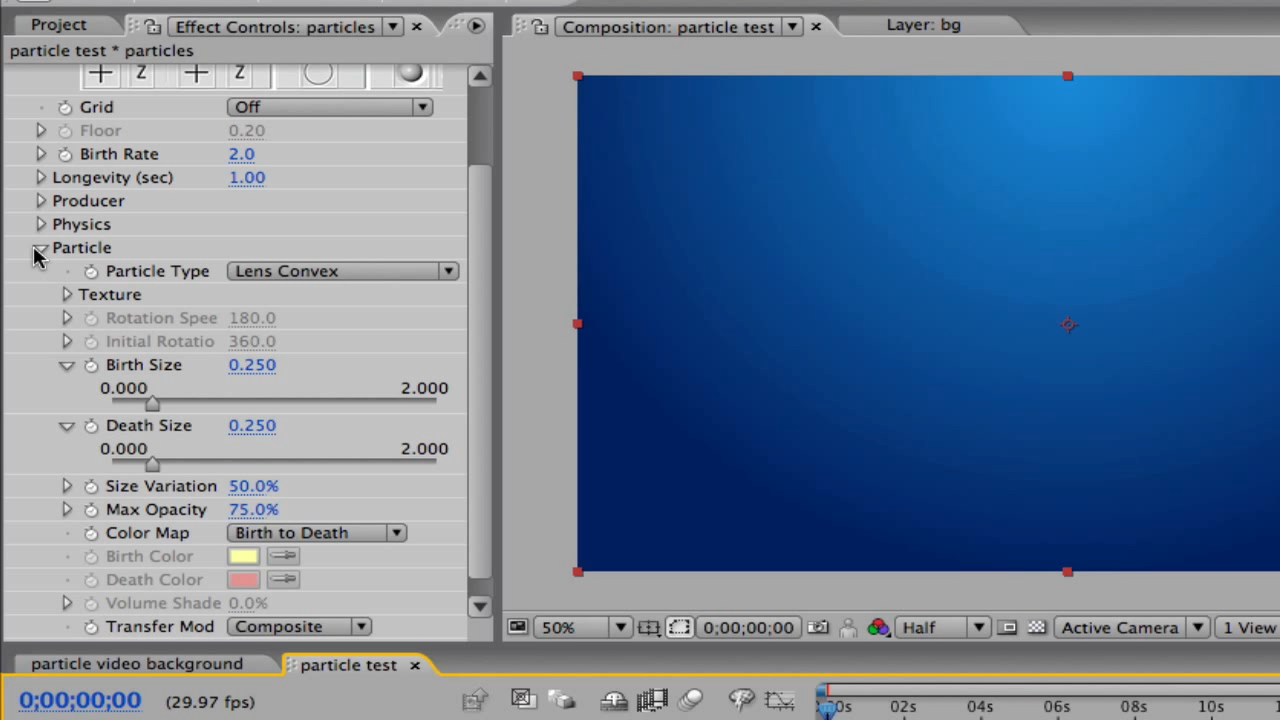 Project Effect Controls: particles Composition: particle test Layer: bg
particle test * particles
Z Z
Grid Off
Floor 0.20
Birth Rate 2.0
Longevity (sec) 1.00
Producer
Physics
Particle
Particle Type Lens Convex
Texture
Rotation Spee 180.0
Initial Rotatio 360.0
Birth Size 0.250
0.000 2.000
Death Size 0.250
0.000 2.000
Size Variation 50.0%
Max Opacity 75.0%
Color Map Birth to Death
Birth Color
Death Color
Volume Shade 0.0%
Transfer Mod Composite
50% 0;00;00;00 Half Active Camera 1 View
particle video background particle test
0;00;00;00 (29.97 fps) 0s 02s 04s 06s 08s 10s